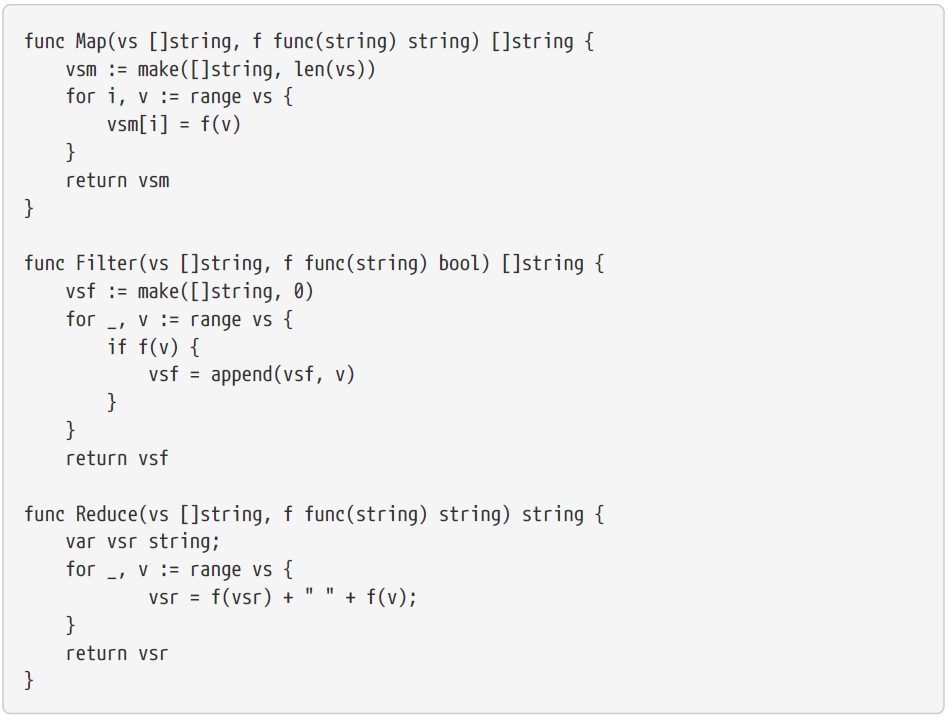 func Map(vs []string, f func(string) string) []string {
    vsm := make([]string, len(vs))
    for i, v := range vs {
        vsm[i] = f(v)
    }
    return vsm
}

func Filter(vs []string, f func(string) bool) []string {
    vsf := make([]string, 0)
    for _, v := range vs {
        if f(v) {
            vsf = append(vsf, v)
        }
    }
    return vsf

func Reduce(vs []string, f func(string) string) string {
    var vsr string;
    for _, v := range vs {
            vsr = f(vsr) + " " + f(v);
    }
    return vsr
}